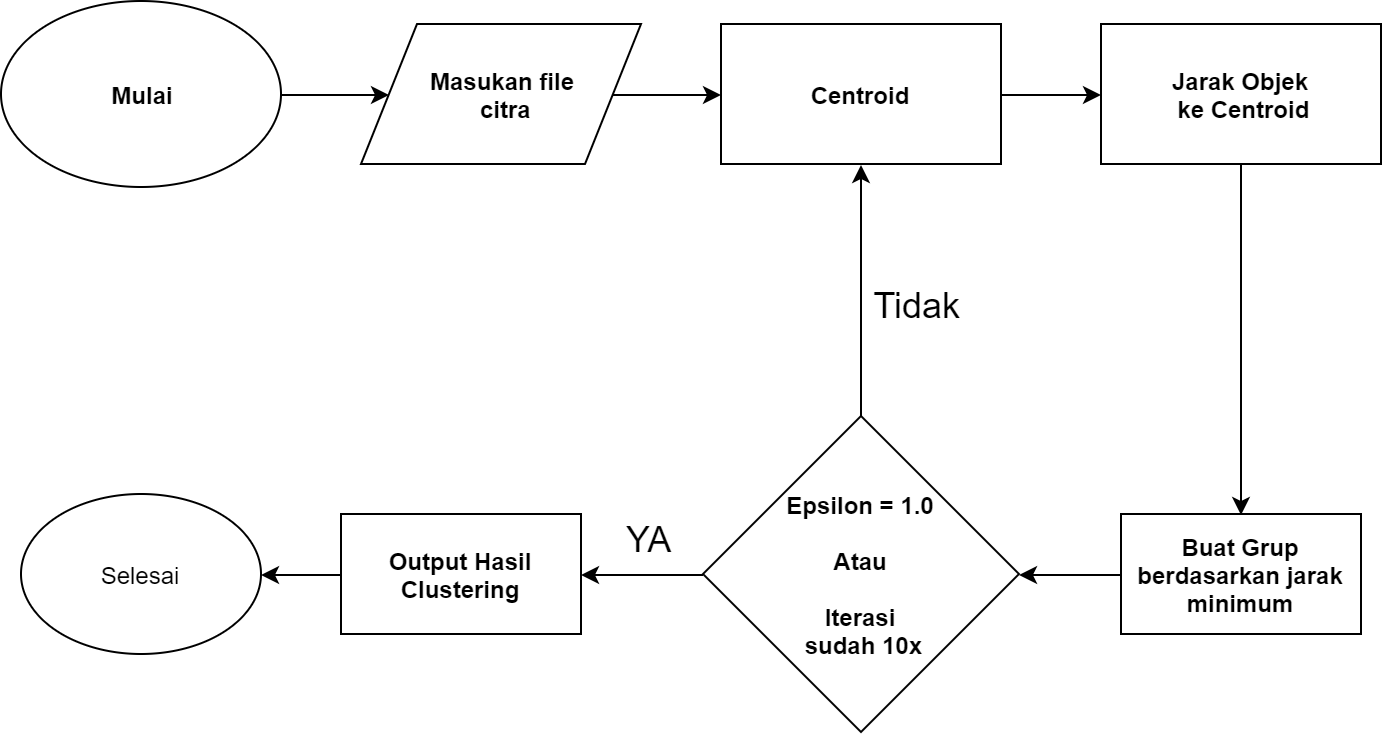 Mulai
Masukan file
citra
Centroid
Jarak Objek
ke Centroid
Tidak
Buat Grup
berdasarkan jarak
minimum
Epsilon = 1.0
Atau
Iterasi
sudah 10x
YA
Output Hasil
Clustering
Selesai